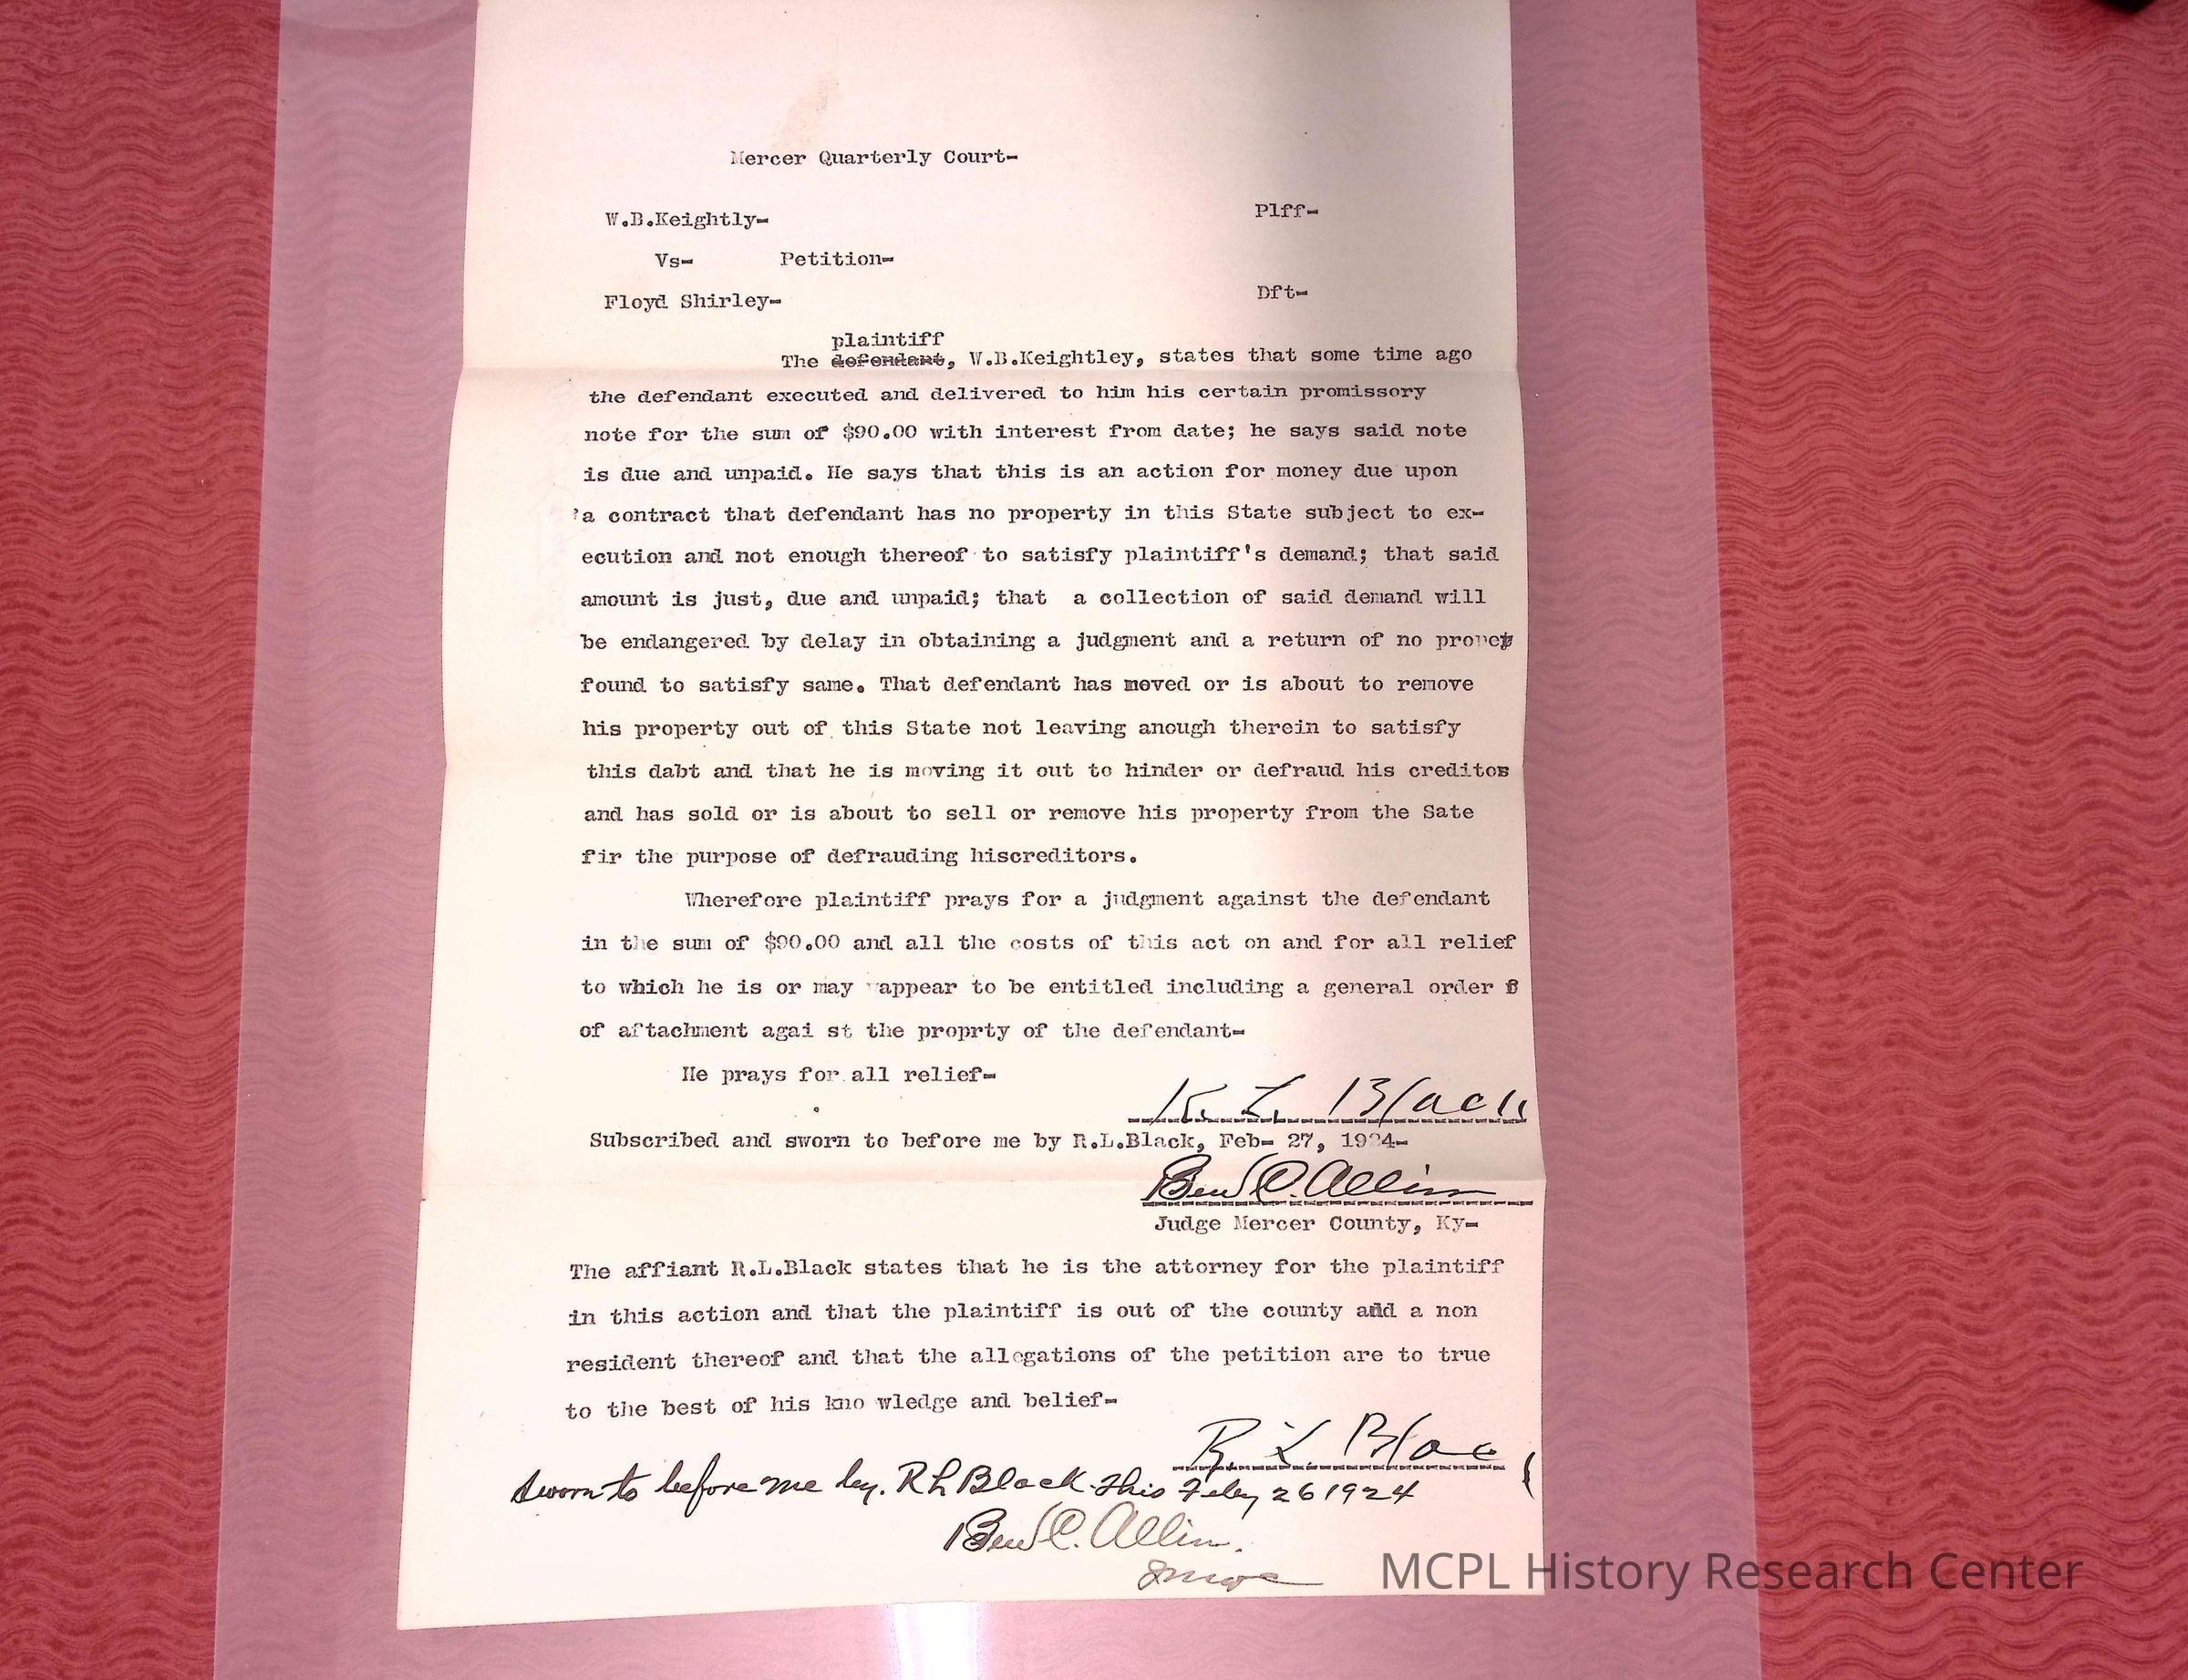 Mercer Quarterly Court-
W.B.Keightly- Plff-
Vs- Petition-
Floyd Shirley- Dft-
plaintiff
The defendant, W.B.Keightley, states that some time ago
the defendant executed and delivered to him his certain promissory
note for the sum of $90.00 with interest from date; he says said note
is due and unpaid. He says that this is an action for money due upon
a contract that defendant has no property in this State subject to ex-
ecution and not enough thereof to satisfy plaintiff's demand; that said
amount is just, due and unpaid; that a collection of said demand will
be endangered by delay in obtaining a judgment and a return of no
found to satisfy same. That defendant has moved or is about to remove
his property out of this State not leaving anough therein to satisfy
this dabt and that he is moving it out to hinder or defraud his creditos
and has sold or is about to sell or remove his property from the Sate
fir the purpose of defrauding hiscreditors.
Wherefore plaintiff prays for a judgment against the defendant
in the sum of $90.00 and all the costs of this act on and for all relief
to which he is or may appear to be entitled including a general order
of attachment agai st the proprty of the defendant-
He prays for all relief-
R. L. Black
Subscribed and sworn to before me by R.L.Black, Feb- 27, 1924-
Ben C. Allin
Judge Mercer County, Ky-
The affiant R.L.Black states that he is the attorney for the plaintiff
in this action and that the plaintiff is out of the county add a non
resident thereof and that the allegations of the petition are to true
to the best of his kno wledge and belief-
R. L. Blac
Sworn to before me by. R L Black this Feby 26 1924
Ben C. Allin.
MCPL History Research Center